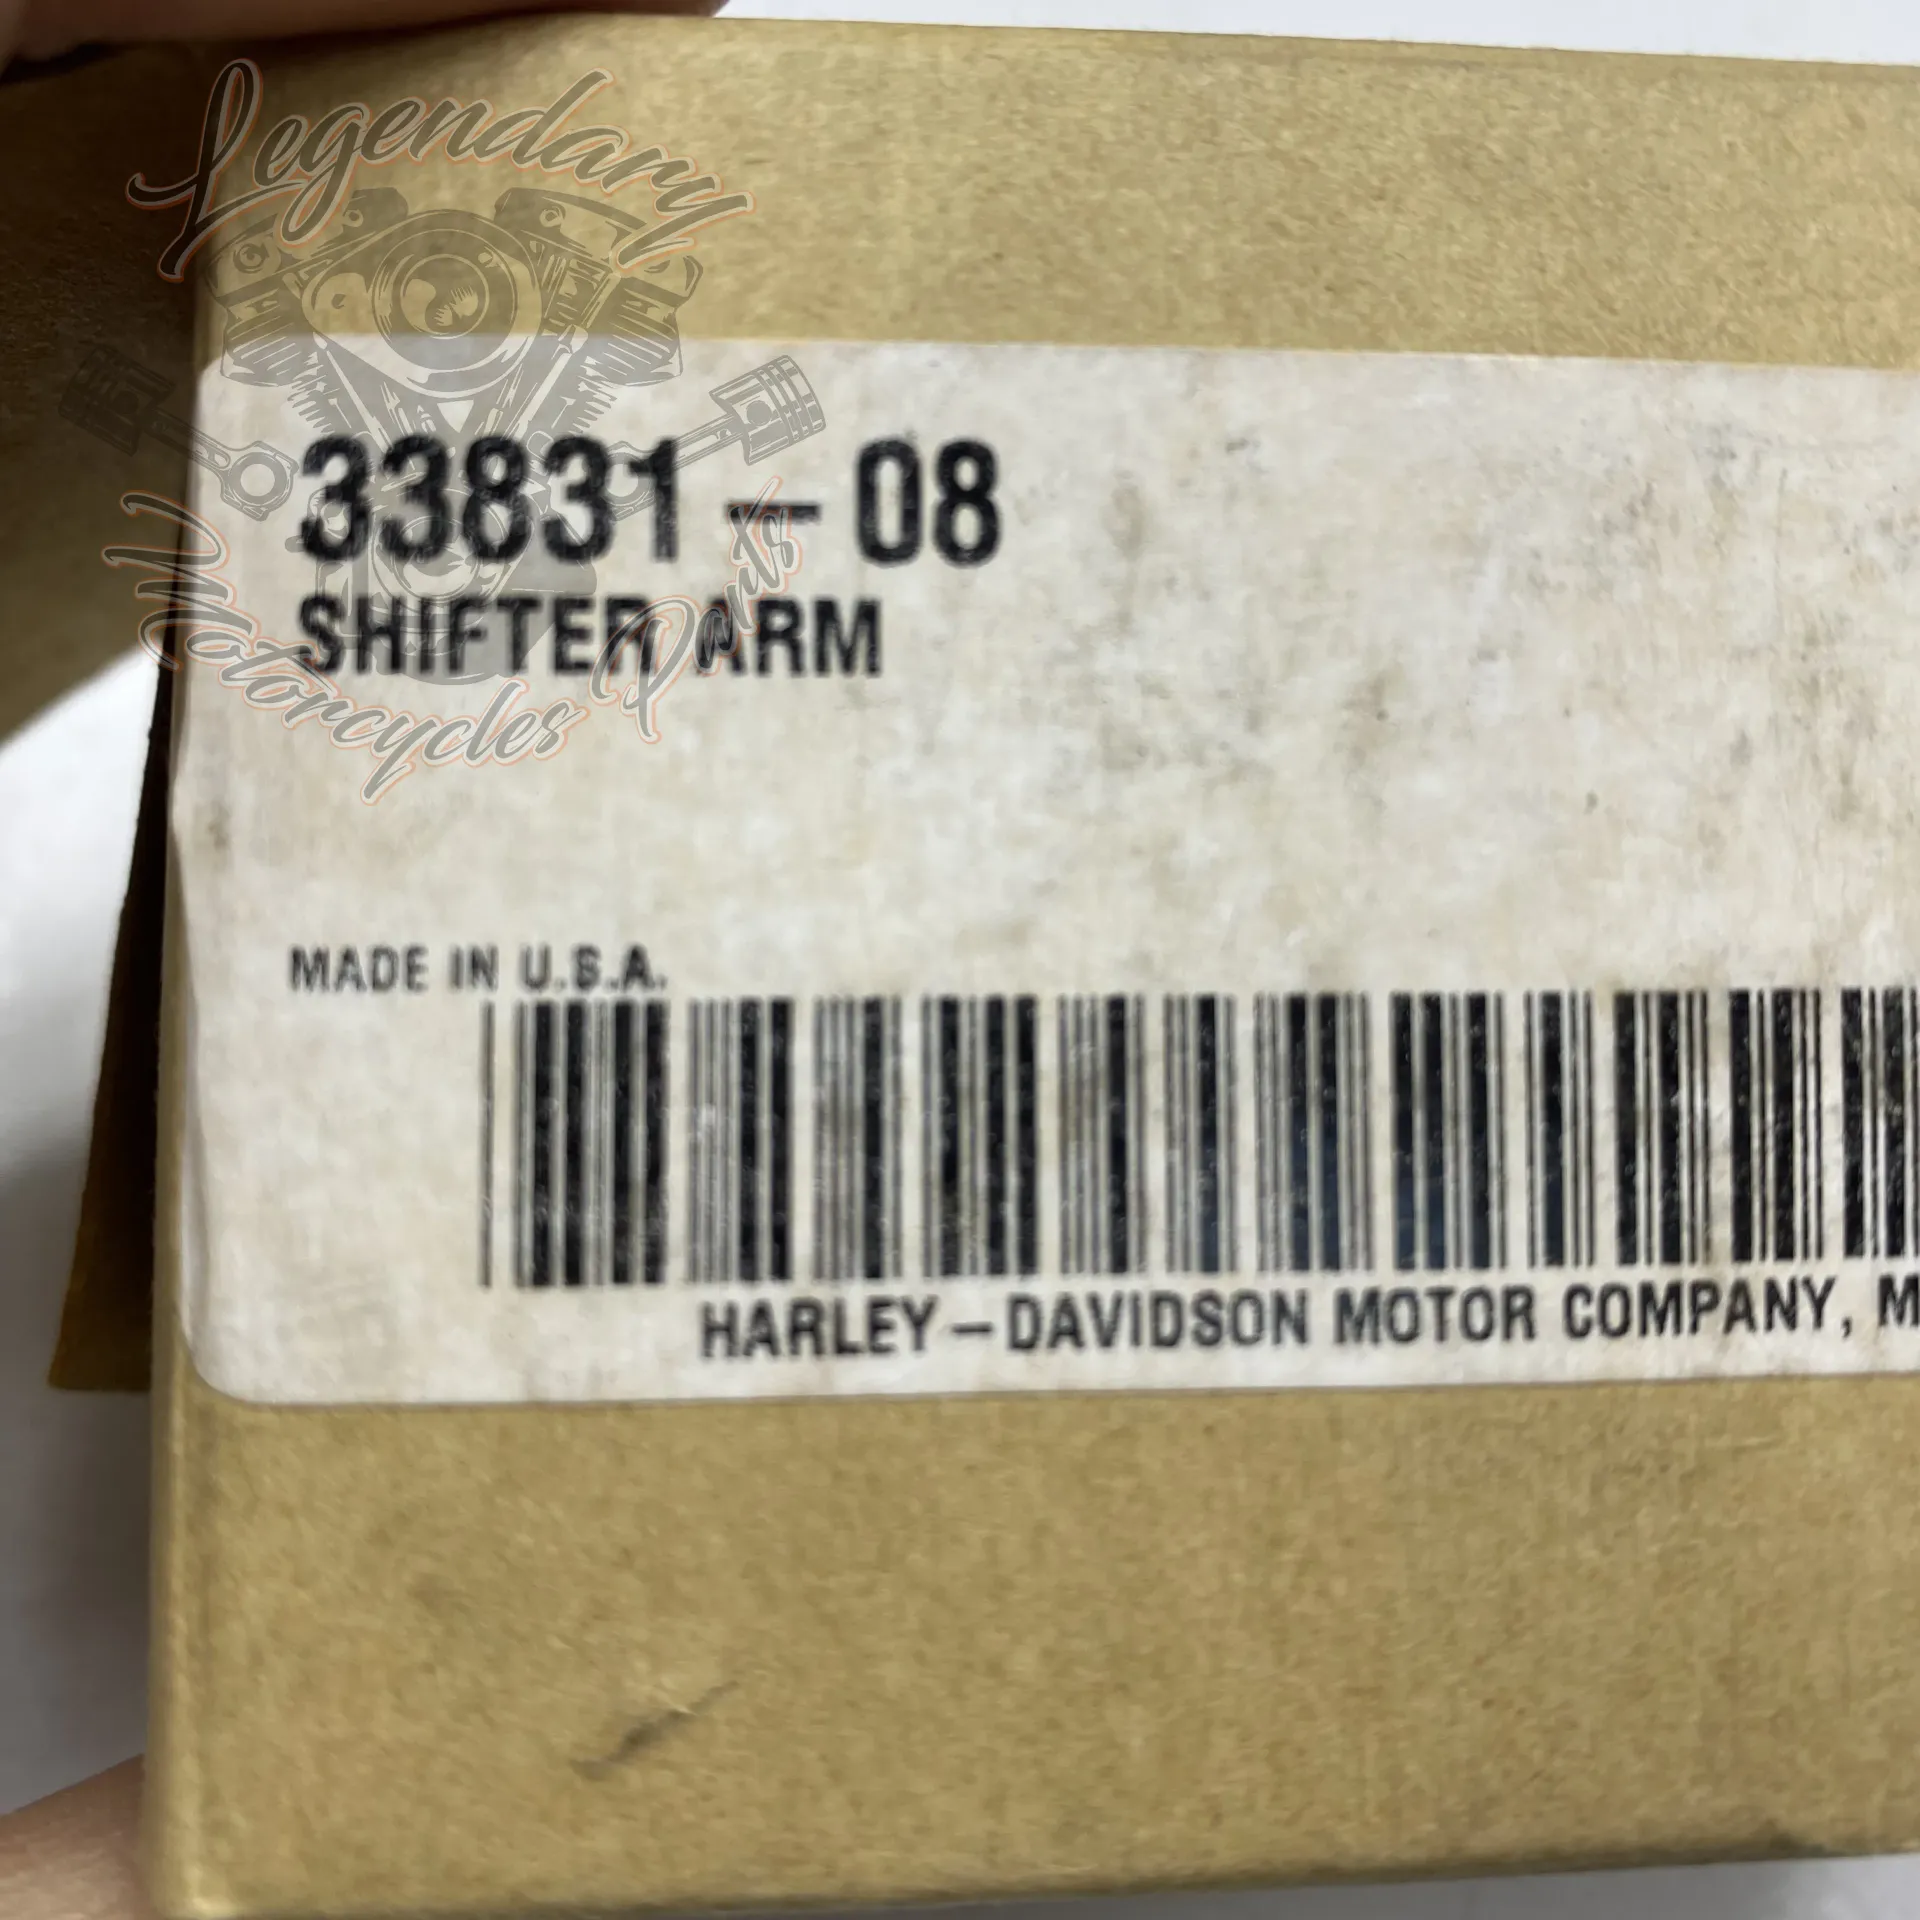 Legendary
Motorcycles Parts
33831-08
SHIFTER ARM
MADE IN U.S.A.
HARLEY-DAVIDSON MOTOR COMPANY, M